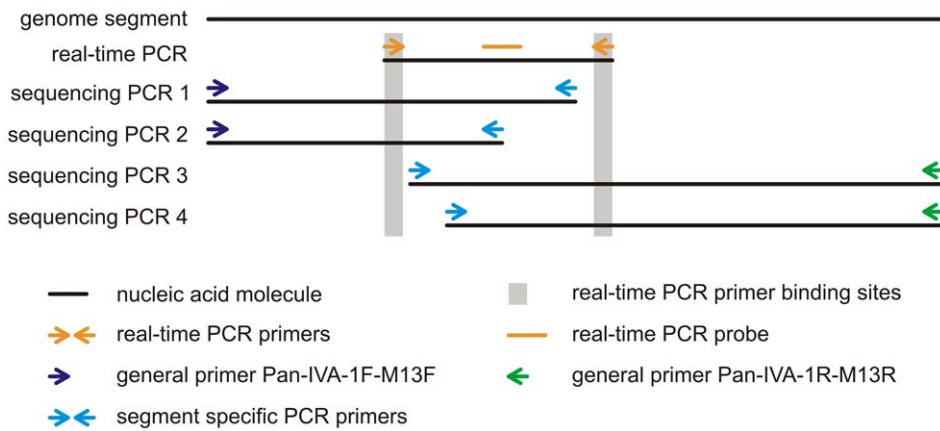 genome segment
real-time PCR
sequencing PCR 1
sequencing PCR 2
sequencing PCR 3
sequencing PCR 4
nucleic acid molecule
real-time PCR primer binding sites
real-time PCR primers
real-time PCR probe
general primer Pan-IVA-1F-M13F
general primer Pan-IVA-1R-M13R
segment specific PCR primers